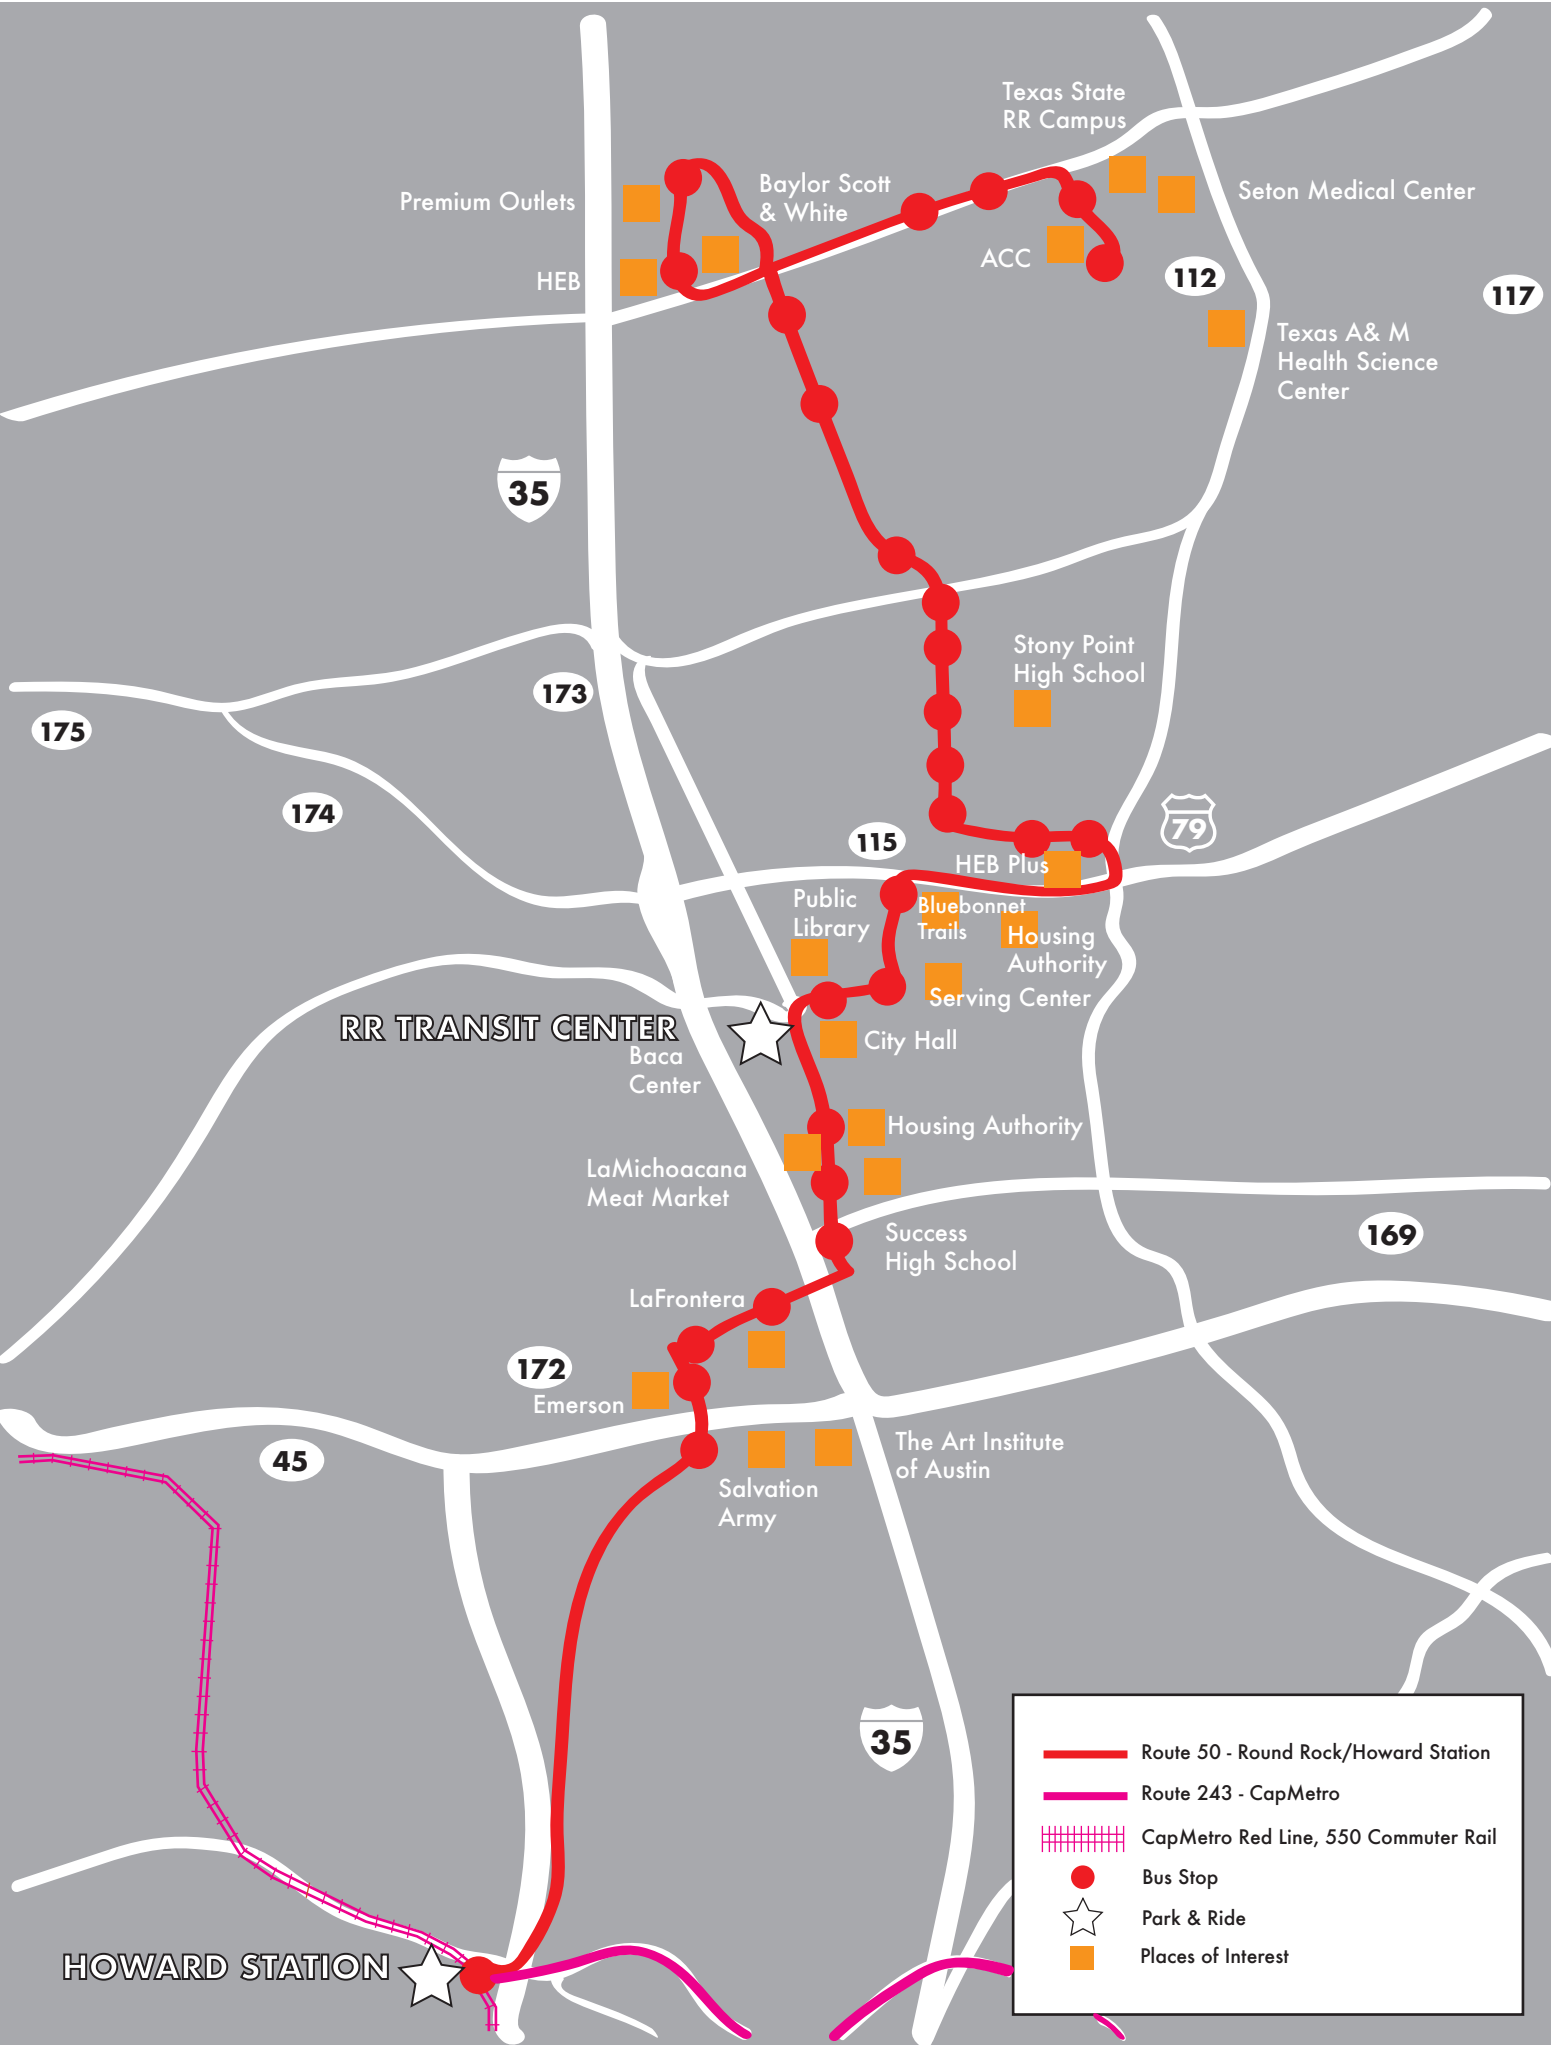 Texas State
RR Campus
Premium Outlets
Baylor Scott
& White
Seton Medical Center
ACC
HEB
112
117
Texas A& M
Health Science
Center
35
Stony Point
High School
173
175
174
79
115
HEB Plus
Public
Library
Bluebonnet
Trails
Housing
Authority
Serving Center
RR TRANSIT CENTER
City Hall
Baca
Center
Housing Authority
LaMichoacana
Meat Market
169
Success
High School
LaFrontera
172
Emerson
45
The Art Institute
of Austin
Salvation
Army
35
Route 50 - Round Rock/Howard Station
Route 243 - CapMetro
CapMetro Red Line, 550 Commuter Rail
Bus Stop
Park & Ride
Places of Interest
HOWARD STATION